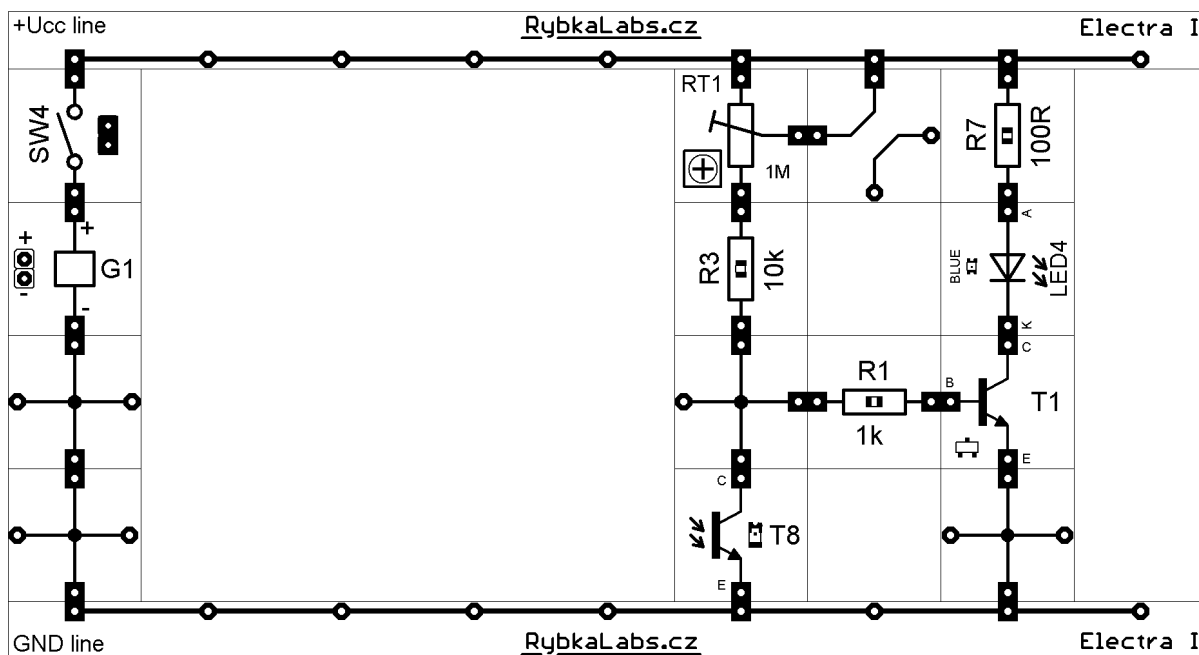 +Ucc line
RybkaLabs.cz
Electra I
SW4
RT1
1M
R7
100R
+
G1
-
+
-
R3
10k
A
BLUE
LED4
K
C
R1
1k
B
T1
E
C
T8
E
GND line
RybkaLabs.cz
Electra I